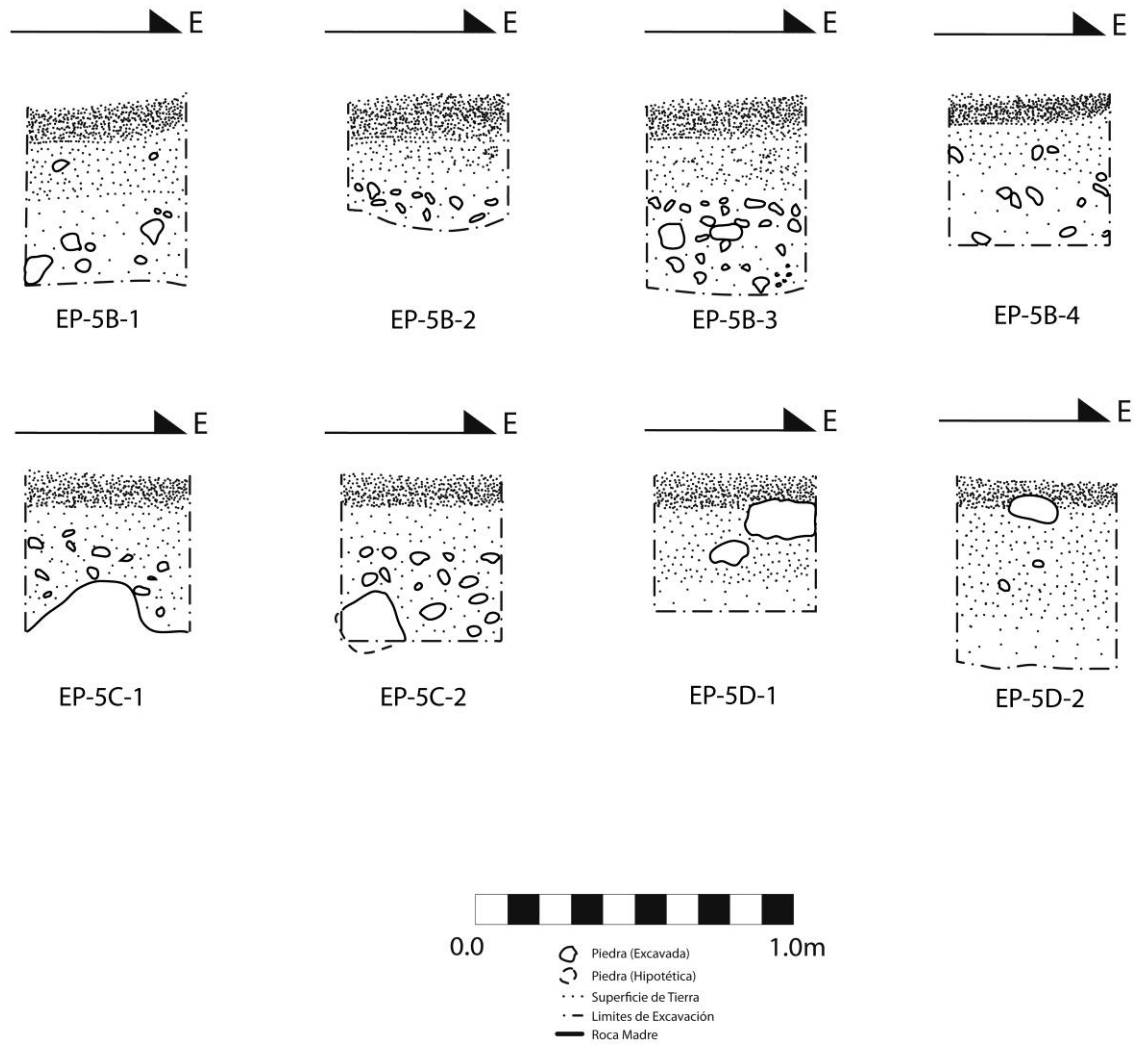 E E E E
EP-5B-1 EP-5B-2 EP-5B-3 EP-5B-4
E E E E
EP-5C-1 EP-5C-2 EP-5D-1 EP-5D-2
0.0 1.0m
Piedra (Excavada)
Piedra (Hipotética)
Superficie de Tierra
Limites de Excavación
Roca Madre